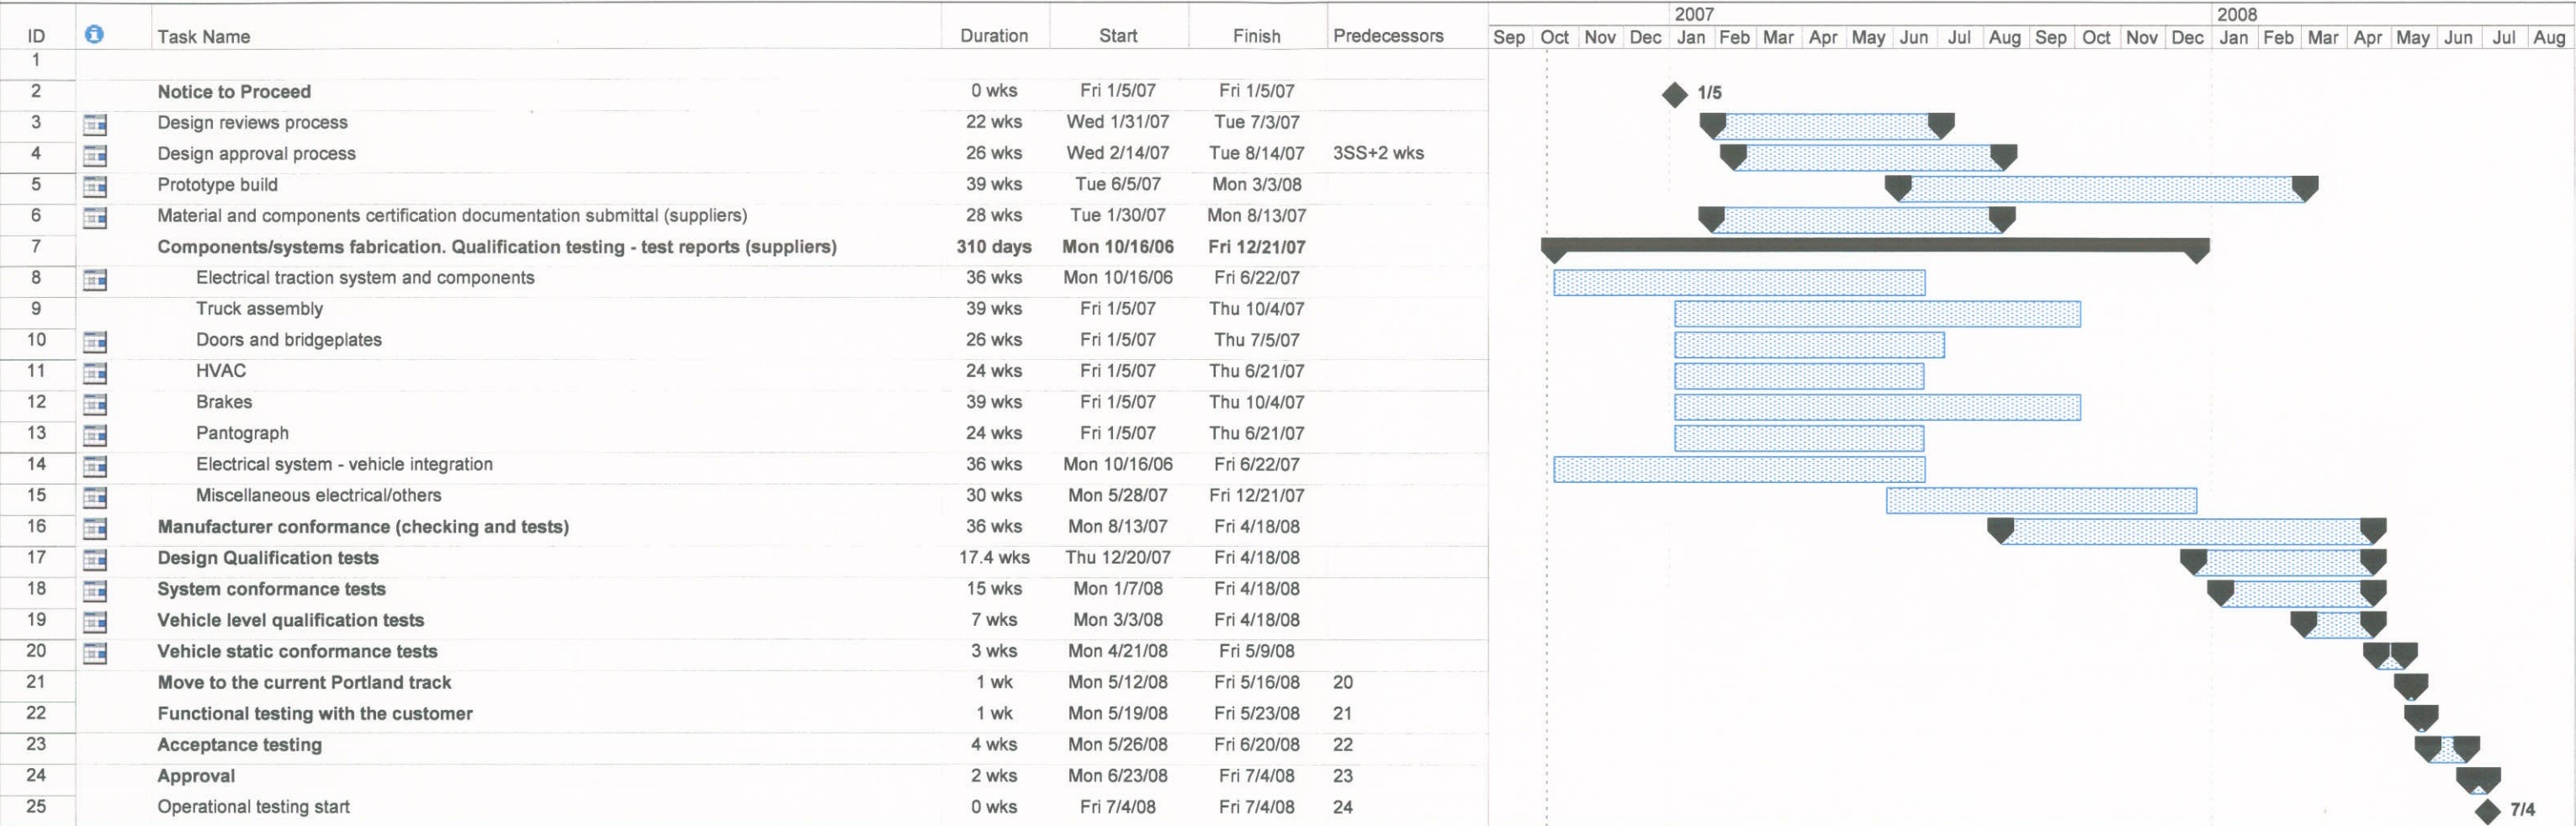 2007 2008
ID Task Name Duration Start Finish Predecessors Sep Oct Nov Dec Jan Feb Mar Apr May Jun Jul Aug Sep Oct Nov Dec Jan Feb Mar Apr May Jun Jul Aug
1
2 Notice to Proceed 0 wks Fri 1/5/07 Fri 1/5/07 1/5
3 Design reviews process 22 wks Wed 1/31/07 Tue 7/3/07
4 Design approval process 26 wks Wed 2/14/07 Tue 8/14/07 3SS+2 wks
5 Prototype build 39 wks Tue 6/5/07 Mon 3/3/08
6 Material and components certification documentation submittal (suppliers) 28 wks Tue 1/30/07 Mon 8/13/07
7 Components/systems fabrication. Qualification testing - test reports (suppliers) 310 days Mon 10/16/06 Fri 12/21/07
8 Electrical traction system and components 36 wks Mon 10/16/06 Fri 6/22/07
9 Truck assembly 39 wks Fri 1/5/07 Thu 10/4/07
10 Doors and bridgeplates 26 wks Fri 1/5/07 Thu 7/5/07
11 HVAC 24 wks Fri 1/5/07 Thu 6/21/07
12 Brakes 39 wks Fri 1/5/07 Thu 10/4/07
13 Pantograph 24 wks Fri 1/5/07 Thu 6/21/07
14 Electrical system - vehicle integration 36 wks Mon 10/16/06 Fri 6/22/07
15 Miscellaneous electrical/others 30 wks Mon 5/28/07 Fri 12/21/07
16 Manufacturer conformance (checking and tests) 36 wks Mon 8/13/07 Fri 4/18/08
17 Design Qualification tests 17.4 wks Thu 12/20/07 Fri 4/18/08
18 System conformance tests 15 wks Mon 1/7/08 Fri 4/18/08
19 Vehicle level qualification tests 7 wks Mon 3/3/08 Fri 4/18/08
20 Vehicle static conformance tests 3 wks Mon 4/21/08 Fri 5/9/08
21 Move to the current Portland track 1 wk Mon 5/12/08 Fri 5/16/08 20
22 Functional testing with the customer 1 wk Mon 5/19/08 Fri 5/23/08 21
23 Acceptance testing 4 wks Mon 5/26/08 Fri 6/20/08 22
24 Approval 2 wks Mon 6/23/08 Fri 7/4/08 23
25 Operational testing start 0 wks Fri 7/4/08 Fri 7/4/08 24 7/4